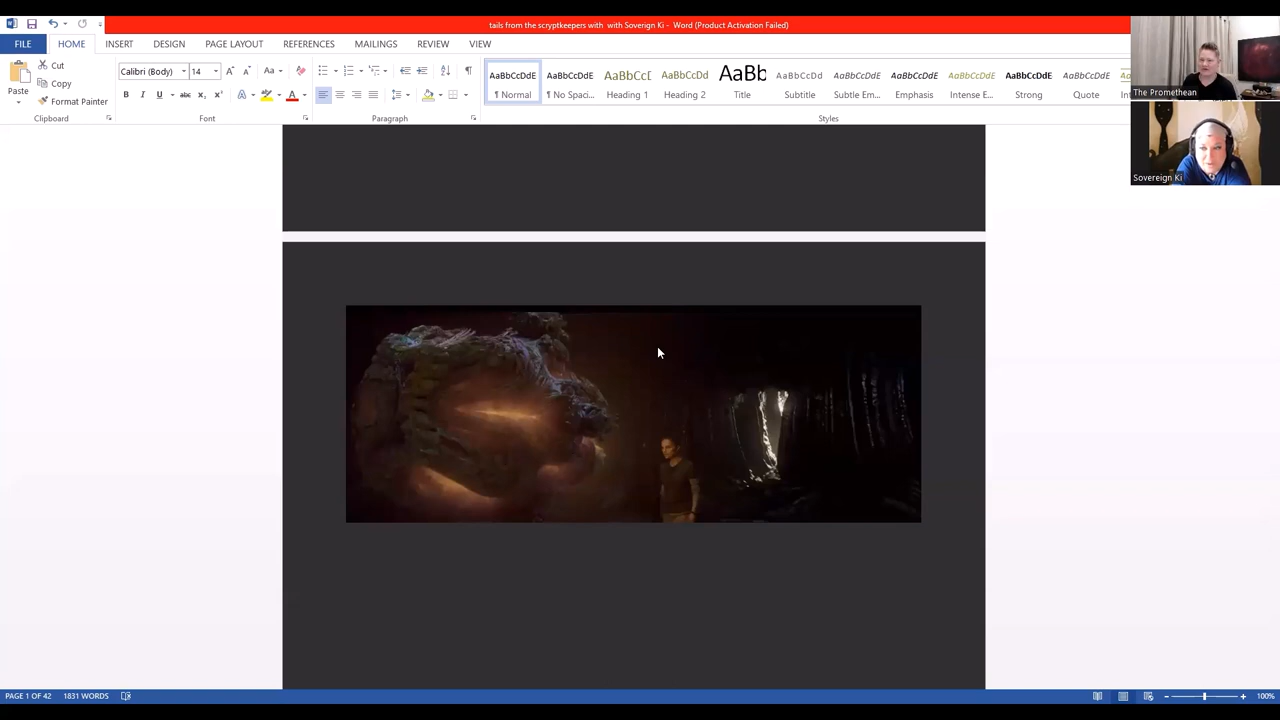 tails from the scryptkeepers with  with Soverign Ki -  Word (Product Activation Failed)
FILE HOME INSERT DESIGN PAGE LAYOUT REFERENCES MAILINGS REVIEW VIEW
Paste
Cut
Copy
Format Painter
Clipboard
Calibri (Body) 14
Font
Paragraph
AaBbCcDdE AaBbCcDdE AaBbCcD AaBbCcDd AaBb AaBbCcDd AaBbCcDdE AaBbCcDdE AaBbCcDdE AaBbCcDdE AaBbCcDdE
¶ Normal ¶ No Spaci... Heading 1 Heading 2 Title Subtitle Subtle Em... Emphasis Intense E... Strong Quote
Styles
The Promethean
Sovereign Ki
PAGE 1 OF 42 1831 WORDS 100%